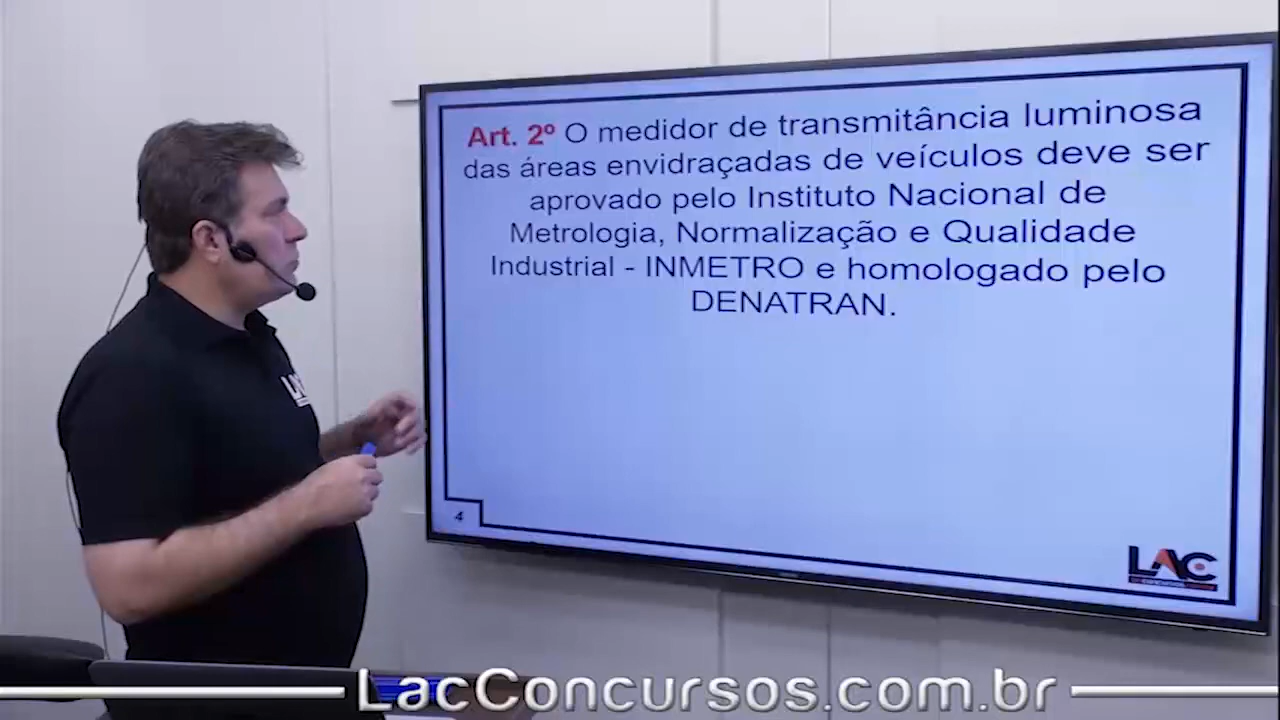 Art. 2º O medidor de transmitância luminosa
das áreas envidraçadas de veículos deve ser
aprovado pelo Instituto Nacional de
Metrologia, Normalização e Qualidade
Industrial - INMETRO e homologado pelo
DENATRAN.
4
LAC
LacConcursos.com.br